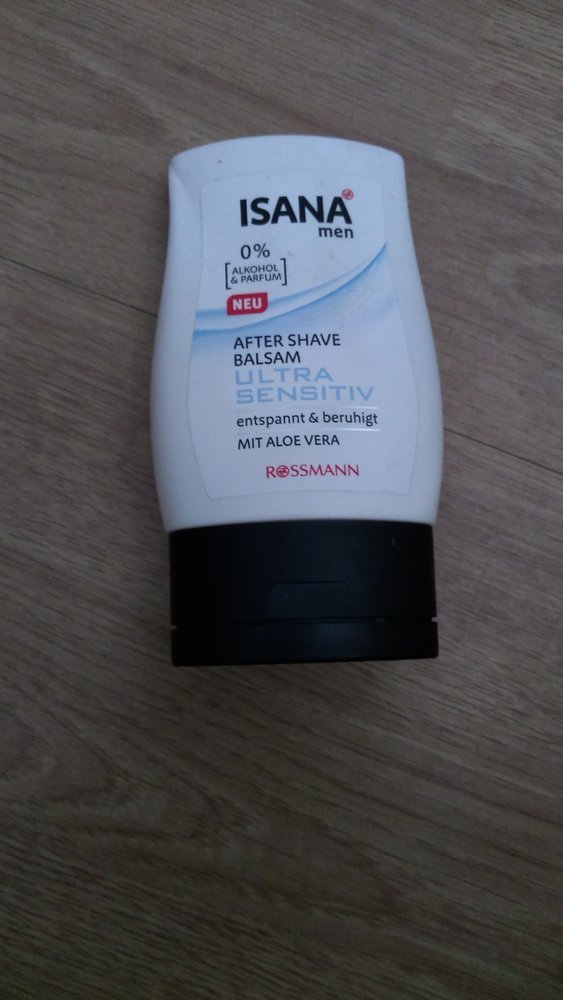 ISANA
men
0%
[ALKOHOL
& PARFUM]
NEU
AFTER SHAVE
BALSAM
ULTRA
SENSITIV
entspannt & beruhigt
MIT ALOE VERA
ROSSMANN